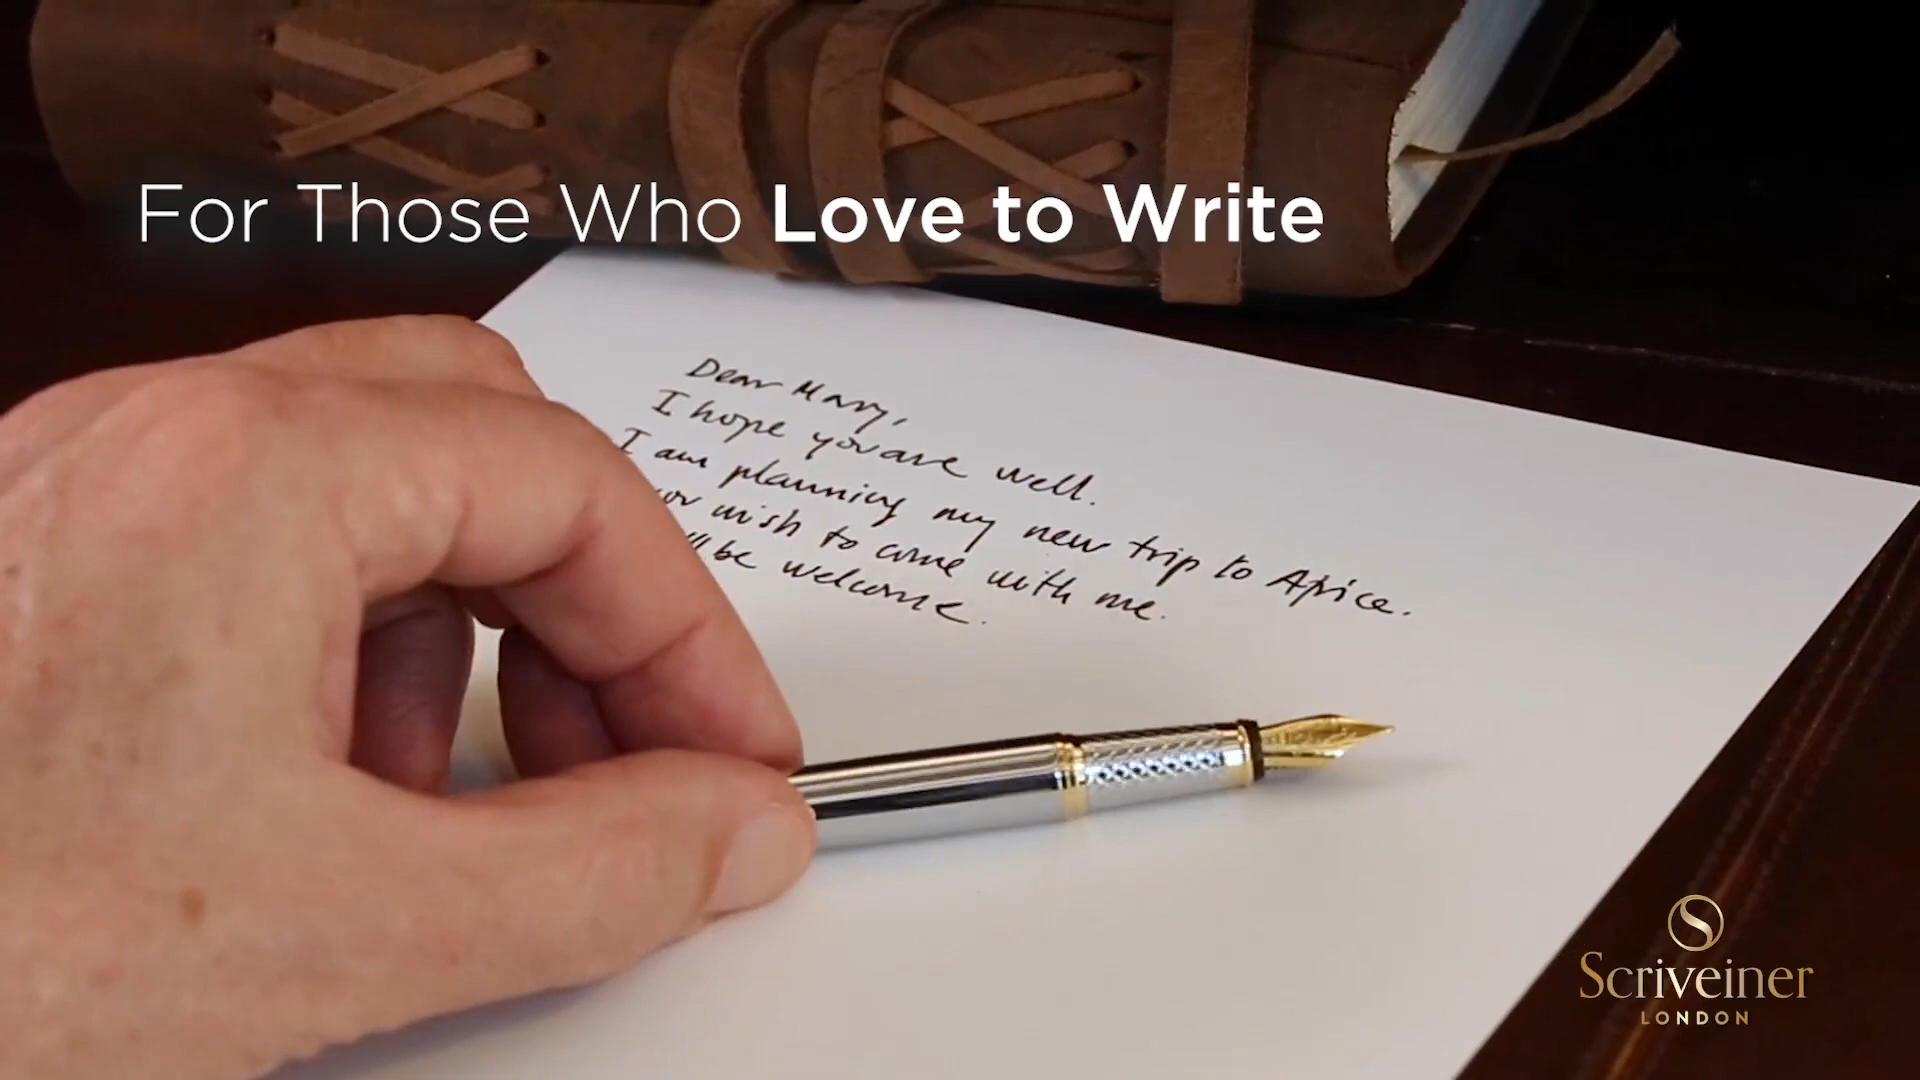 For Those Who Love to Write
Dear Mary,
I hope you are well.
I am planning my new trip to Africa.
wish to come with me.
be welcome.
Scriveiner
LONDON